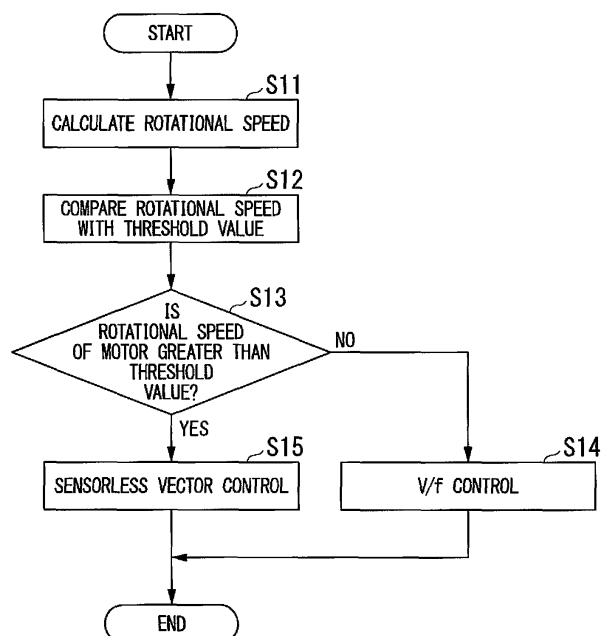 START
S11
CALCULATE ROTATIONAL SPEED
S12
COMPARE ROTATIONAL SPEED
WITH THRESHOLD VALUE
S13
IS
ROTATIONAL SPEED
OF MOTOR GREATER THAN
THRESHOLD
VALUE?
NO
YES
S15
SENSORLESS VECTOR CONTROL
S14
V/f CONTROL
END